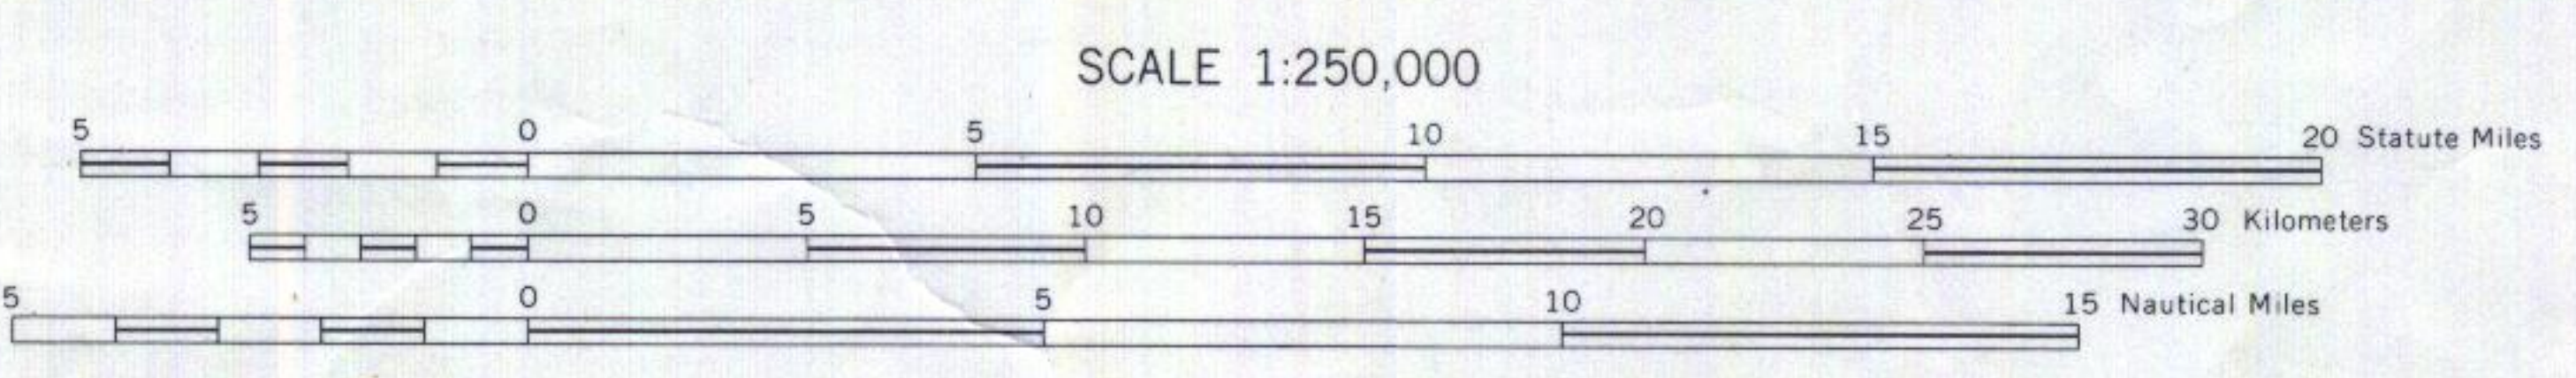 SCALE 1:250,000
5 0 5 10 15 20 Statute Miles
5 0 5 10 15 20 25 30 Kilometers
5 0 5 10 15 Nautical Miles